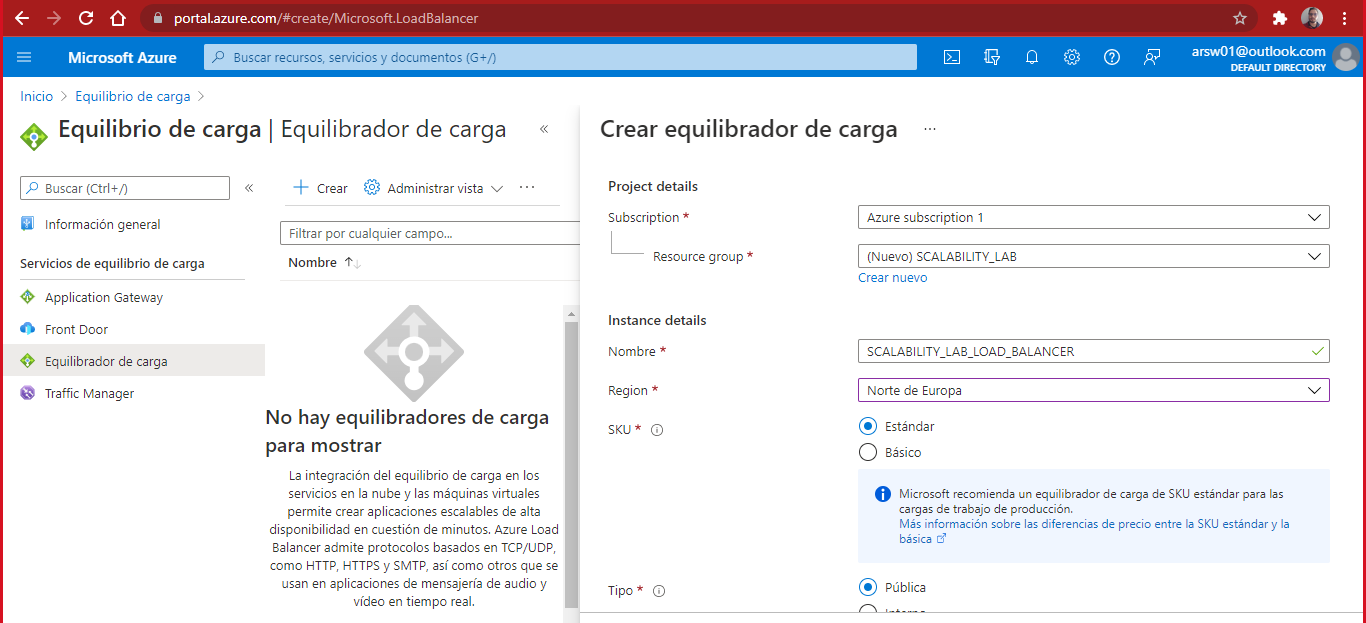 portal.azure.com/#create/Microsoft.LoadBalancer
Microsoft Azure
Buscar recursos, servicios y documentos (G+/)
arsw01@outlook.com
DEFAULT DIRECTORY
Inicio > Equilibrio de carga >
Equilibrio de carga | Equilibrador de carga
«
Buscar (Ctrl+/)
«
Información general
Servicios de equilibrio de carga
Application Gateway
Front Door
Equilibrador de carga
Traffic Manager
+ Crear
Administrar vista
...
Filtrar por cualquier campo...
Nombre ↑↓
No hay equilibradores de carga
para mostrar
La integración del equilibrio de carga en los
servicios en la nube y las máquinas virtuales
permite crear aplicaciones escalables de alta
disponibilidad en cuestión de minutos. Azure Load
Balancer admite protocolos basados en TCP/UDP,
como HTTP, HTTPS y SMTP, así como otros que se
usan en aplicaciones de mensajería de audio y
vídeo en tiempo real.
Crear equilibrador de carga ...
Project details
Subscription *
Azure subscription 1
Resource group *
(Nuevo) SCALABILITY_LAB
Crear nuevo
Instance details
Nombre *
SCALABILITY_LAB_LOAD_BALANCER
Region *
Norte de Europa
SKU *
Estándar
Básico
Microsoft recomienda un equilibrador de carga de SKU estándar para las
cargas de trabajo de producción.
Más información sobre las diferencias de precio entre la SKU estándar y la
básica
Tipo *
Pública